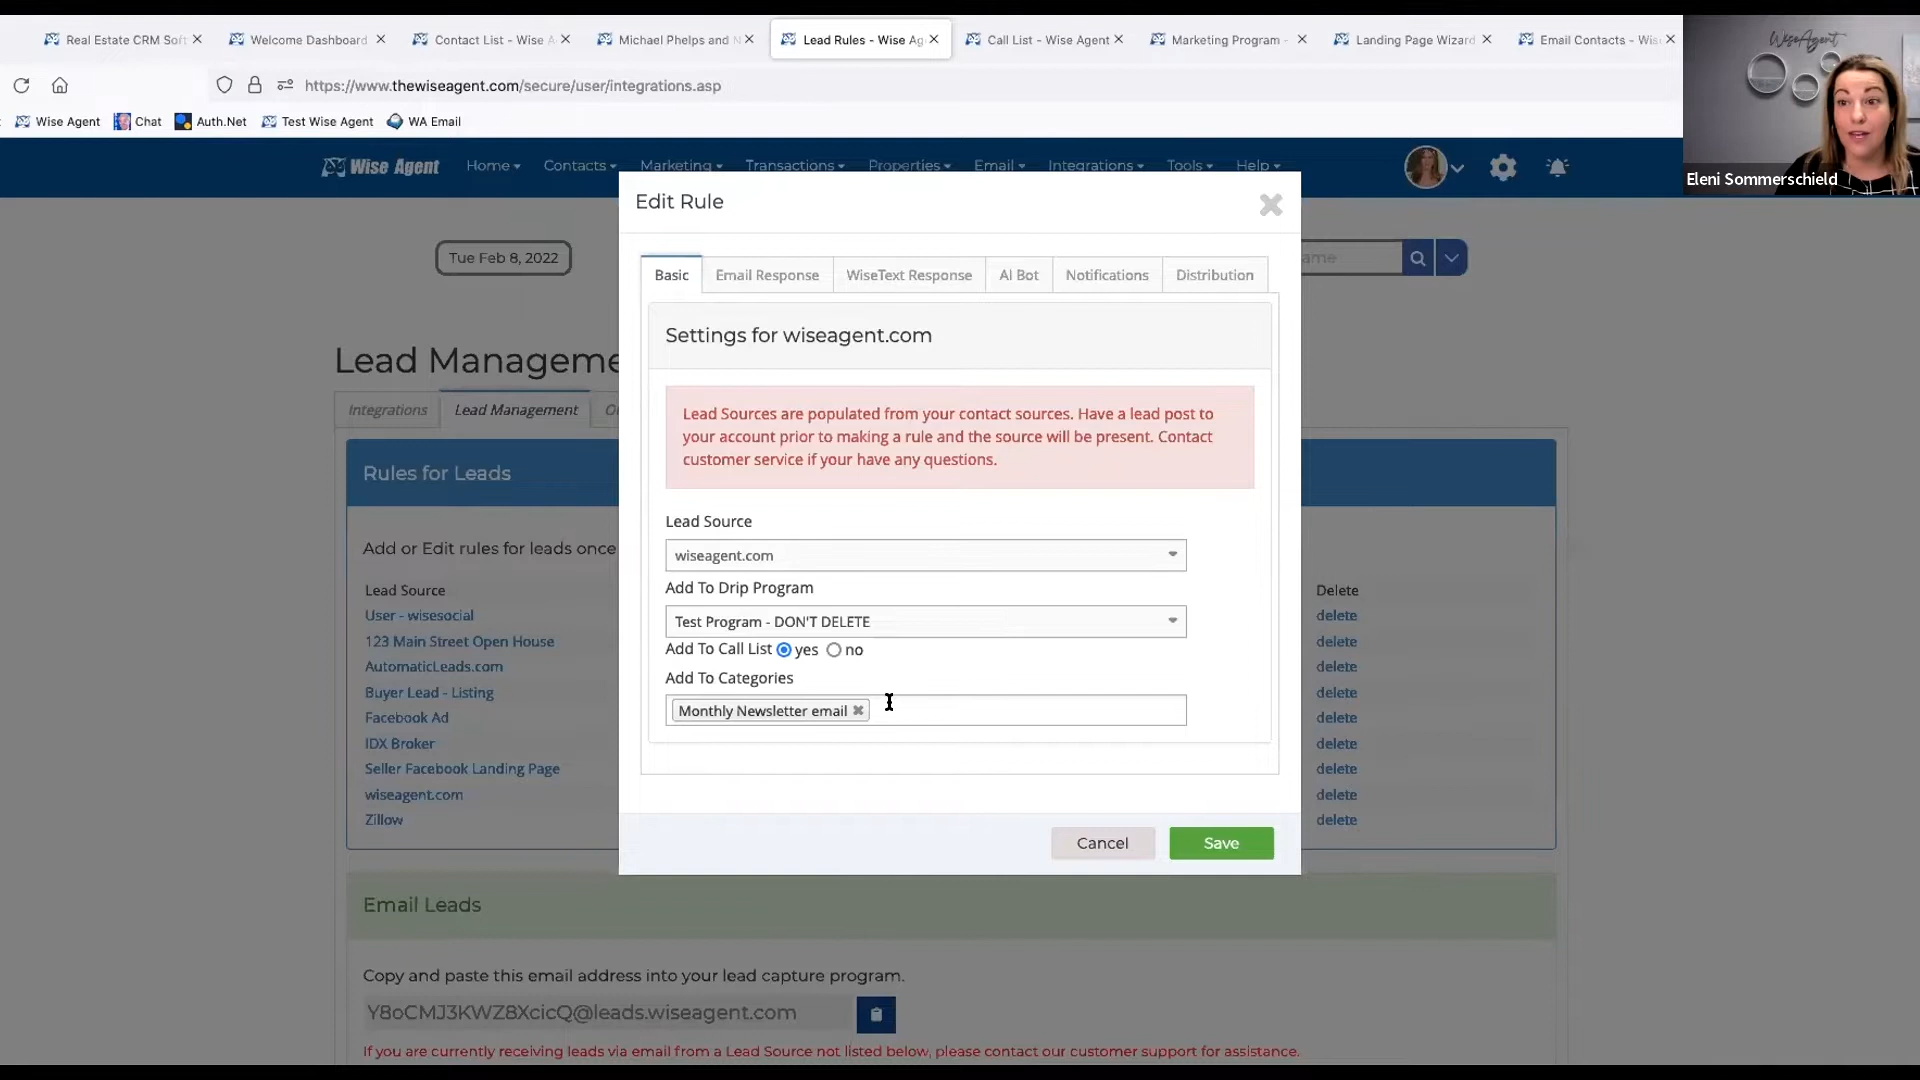 Real Estate CRM Soft
Welcome Dashboard
Contact List - Wise A
Michael Phelps and N
Lead Rules - Wise Ag
Call List - Wise Agent
Marketing Program -
Landing Page Wizard
Email Contacts - Wis
https://www.thewiseagent.com/secure/user/integrations.asp
Wise Agent
Chat
Auth.Net
Test Wise Agent
WA Email
WiseAgent
Eleni Sommerschield
Wise Agent
Home
Contacts
Marketing
Transactions
Properties
Email
Integrations
Tools
Help
Edit Rule
Tue Feb 8, 2022
ame
Basic
Email Response
WiseText Response
AI Bot
Notifications
Distribution
Settings for wiseagent.com
Lead Manageme
Integrations
Lead Management
Lead Sources are populated from your contact sources. Have a lead post to
your account prior to making a rule and the source will be present. Contact
customer service if your have any questions.
Rules for Leads
Add or Edit rules for leads once
Lead Source
wiseagent.com
Add To Drip Program
Test Program - DON'T DELETE
Add To Call List yes no
Add To Categories
Monthly Newsletter email
Cancel
Save
Lead Source
Delete
User - wisesocial
delete
123 Main Street Open House
delete
AutomaticLeads.com
delete
Buyer Lead - Listing
delete
Facebook Ad
delete
IDX Broker
delete
Seller Facebook Landing Page
delete
wiseagent.com
delete
Zillow
delete
Email Leads
Copy and paste this email address into your lead capture program.
Y8oCMJ3KWZ8XcicQ@leads.wiseagent.com
If you are currently receiving leads via email from a Lead Source not listed below, please contact our customer support for assistance.